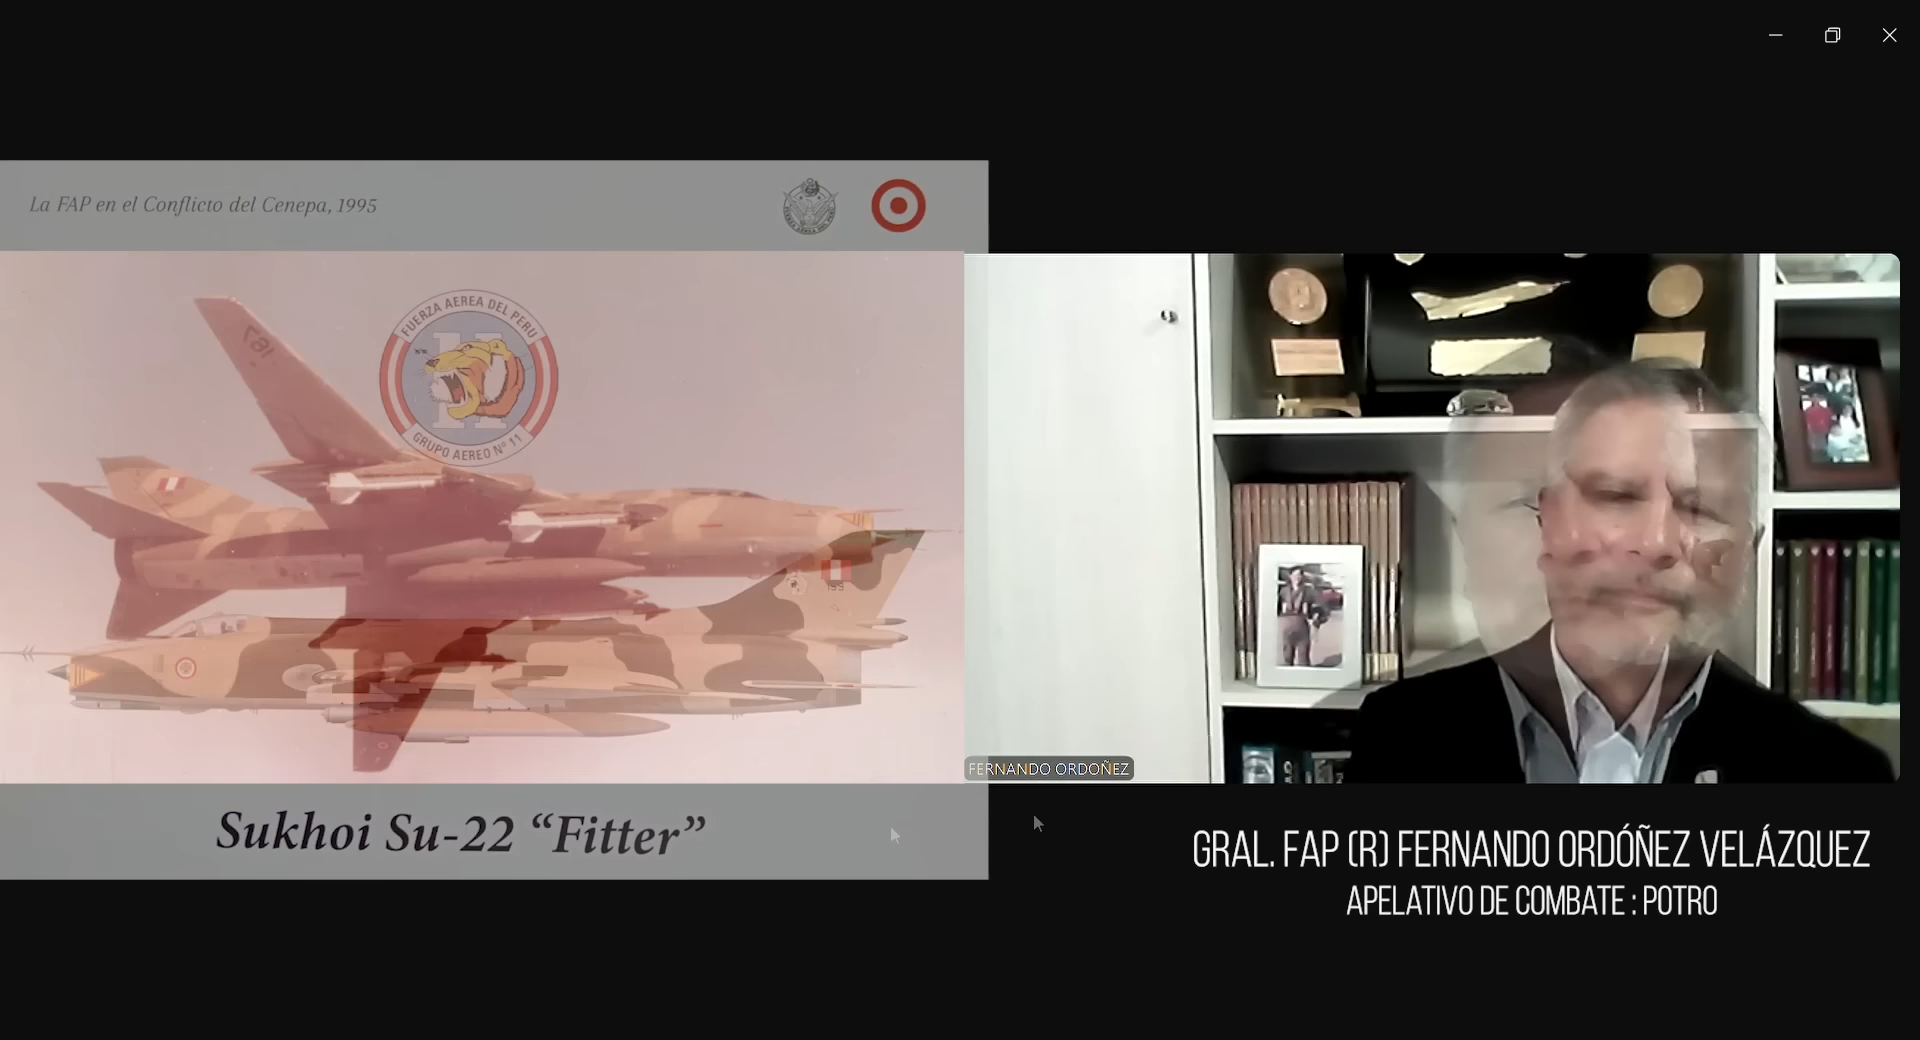 La FAP en el Conflicto del Cenepa, 1995
FUERZA AEREA DEL PERU
GRUPO AEREO Nº 11
Sukhoi Su-22 “Fitter”
FERNANDO ORDOÑEZ
GRAL. FAP (R) FERNANDO ORDÓÑEZ VELÁZQUEZ
APELATIVO DE COMBATE : POTRO